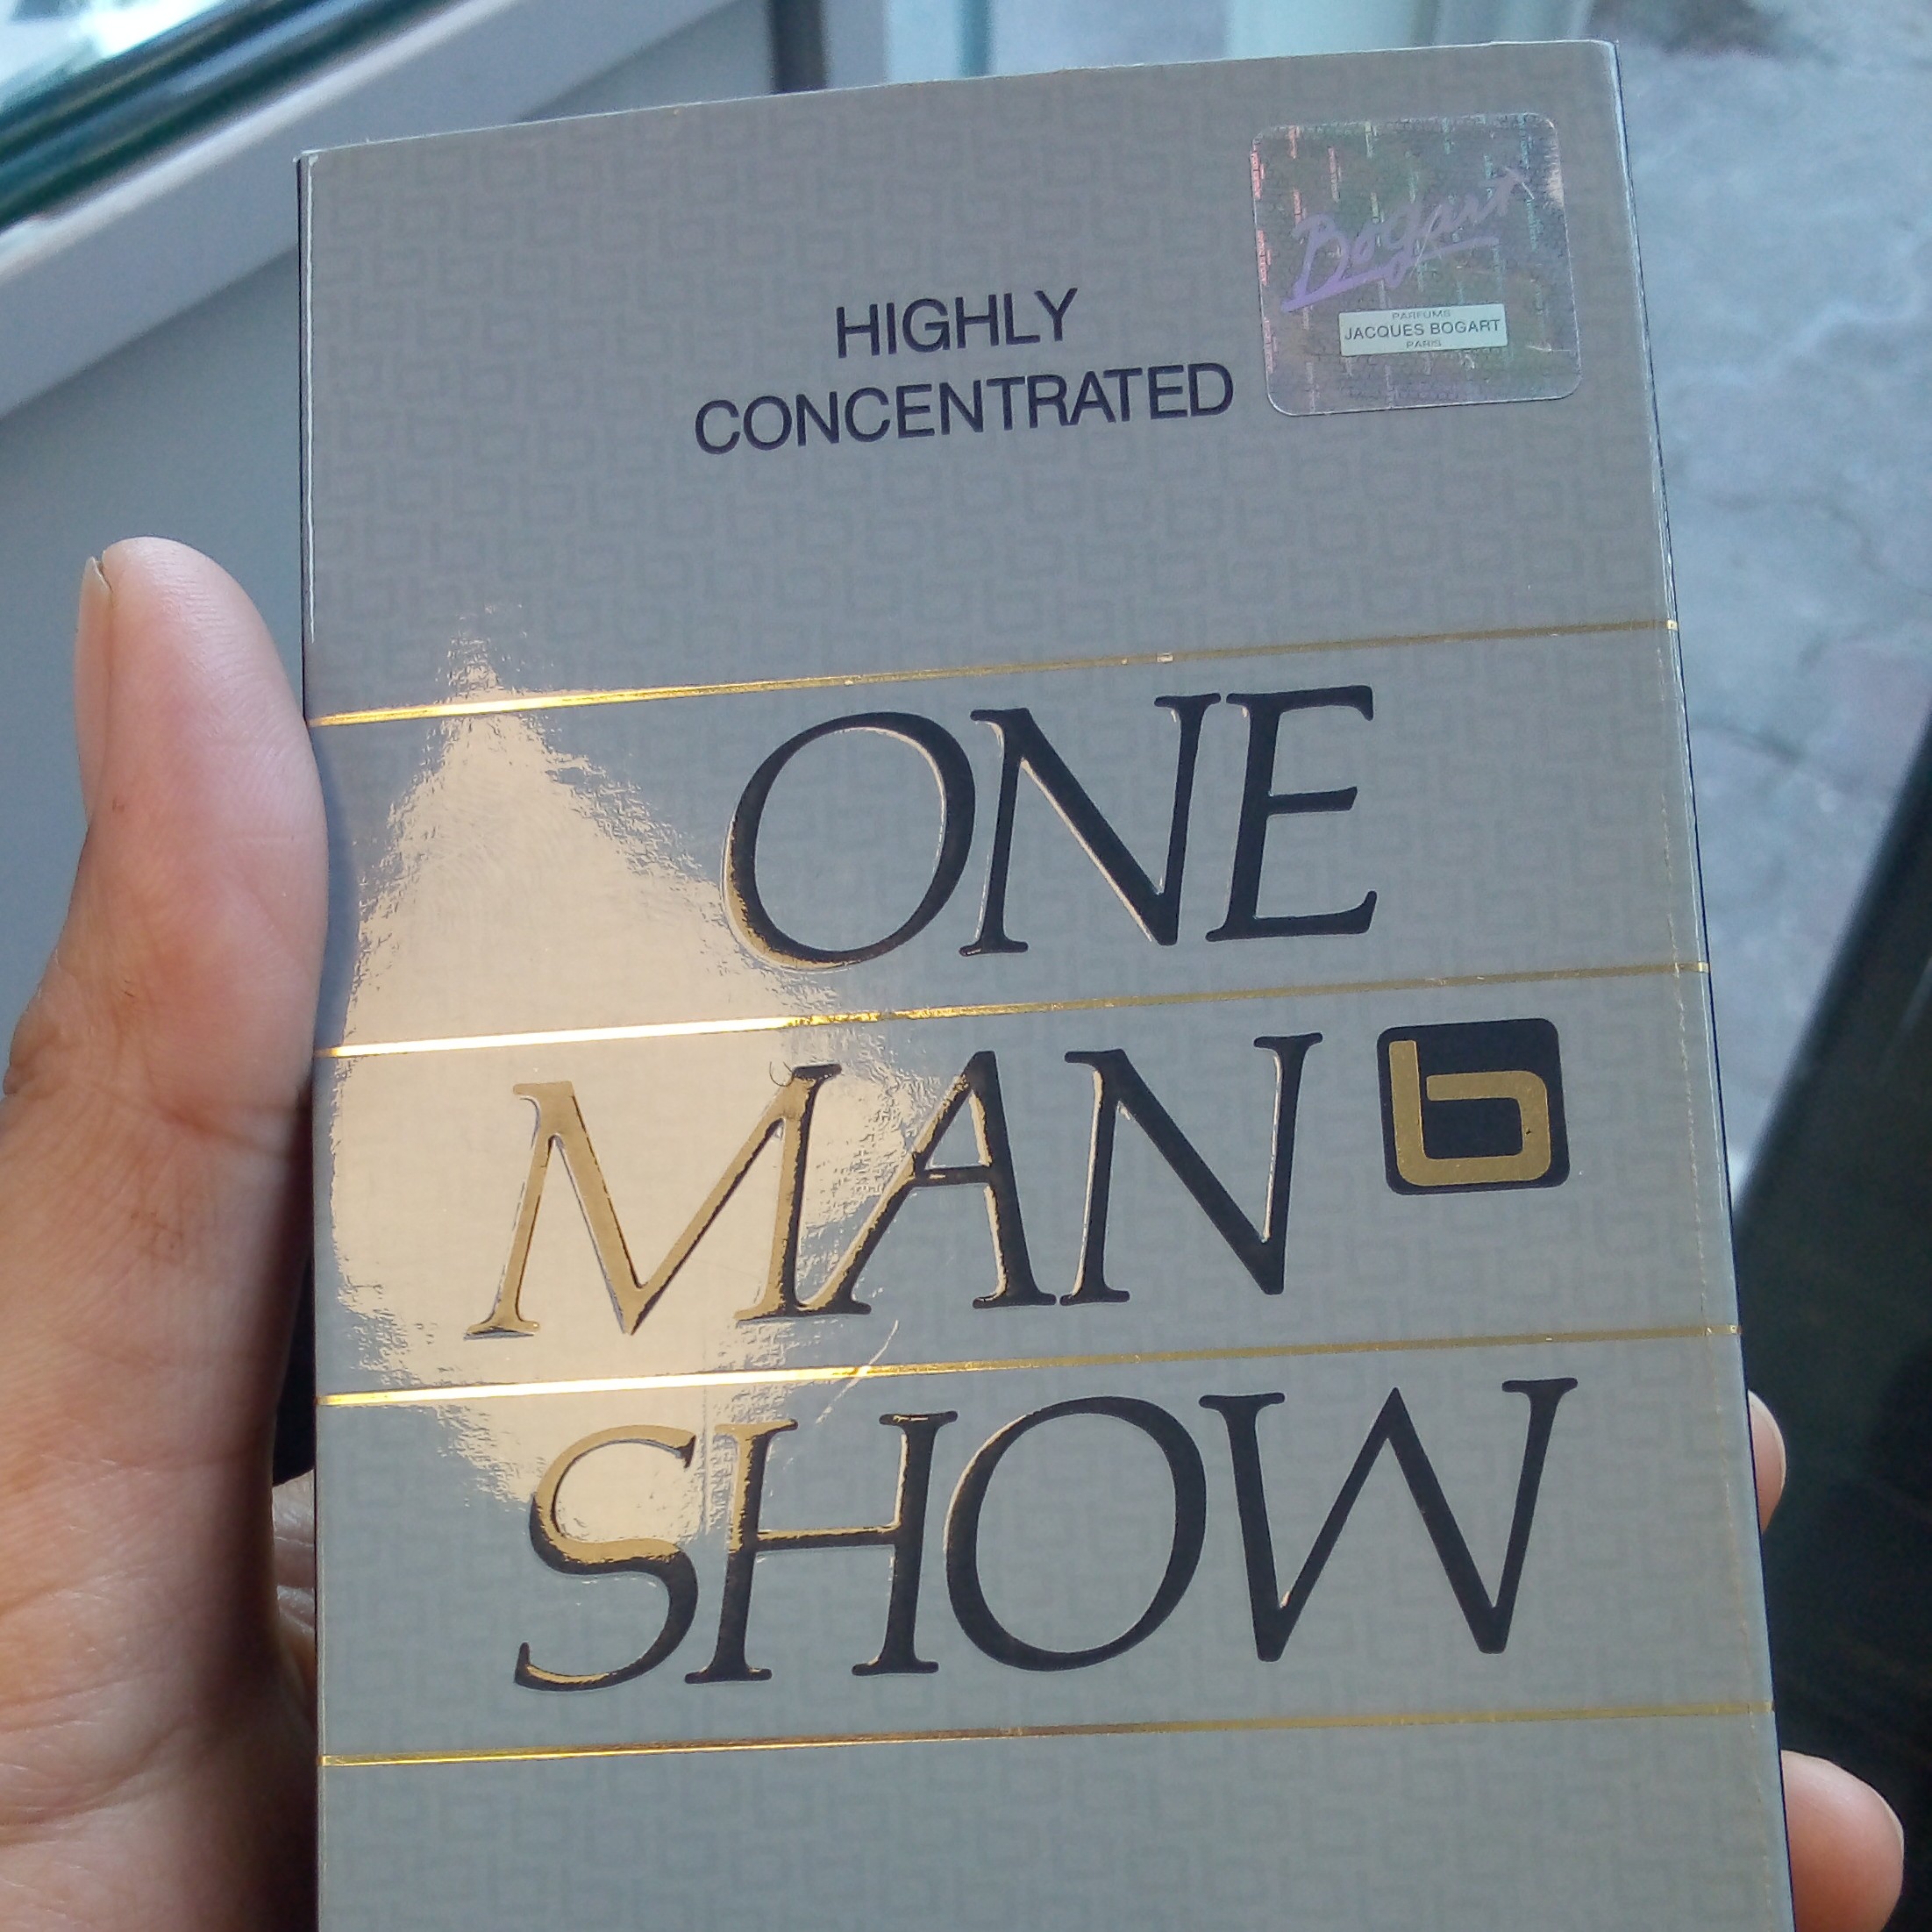 HIGHLY
CONCENTRATED
Bogart
PARFUMS
JACQUES BOGART
PARIS
ONE
MAN b
SHOW